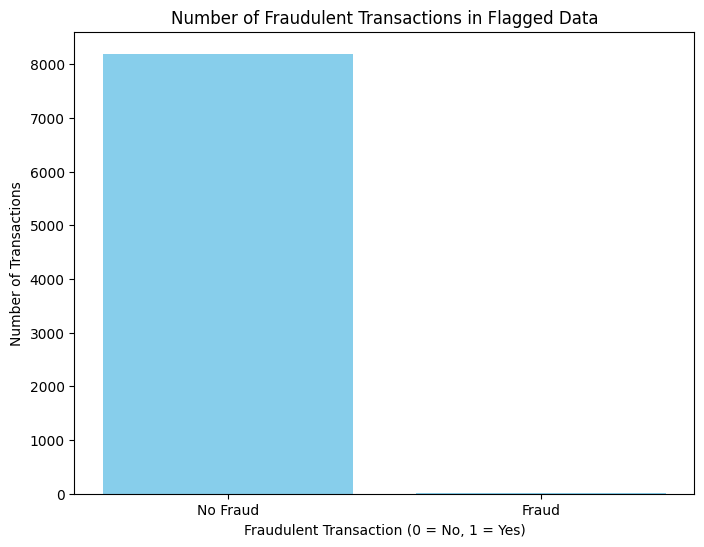 Number of Fraudulent Transactions in Flagged Data
8000
7000
6000
5000
4000
3000
2000
1000
0
Number of Transactions
No Fraud
Fraud
Fraudulent Transaction (0 = No, 1 = Yes)